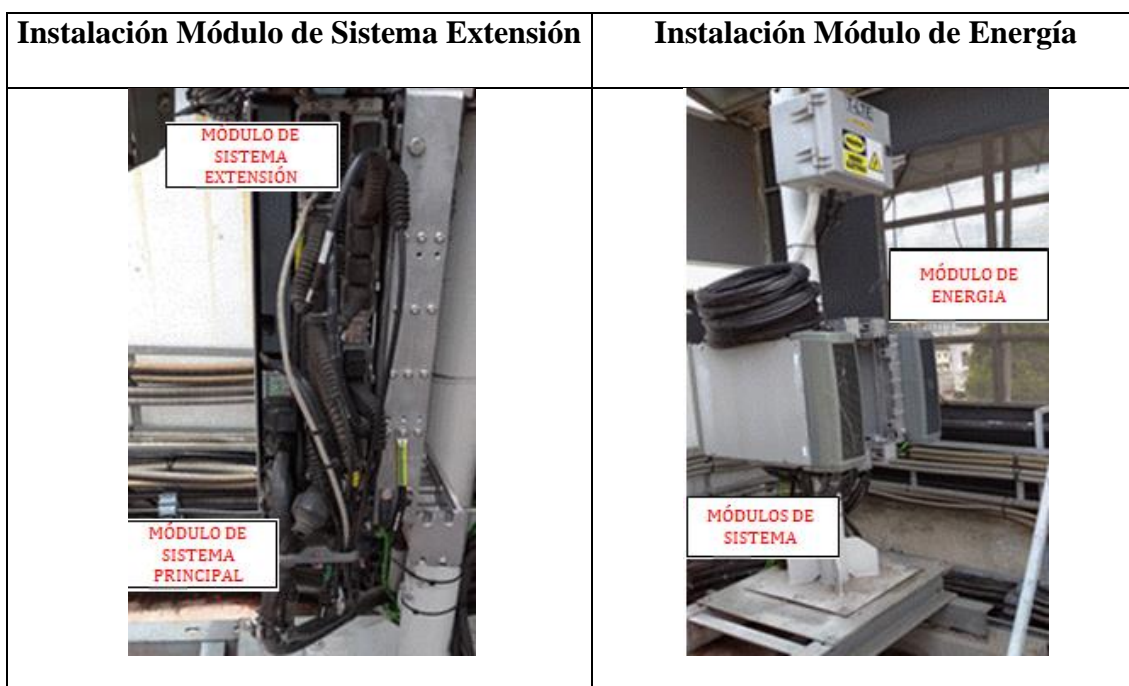 Instalación Módulo de Sistema Extensión
Instalación Módulo de Energía
MÓDULO DE
SISTEMA
EXTENSIÓN
MÓDULO DE
SISTEMA
PRINCIPAL
MÓDULO DE
ENERGIA
MÓDULOS DE
SISTEMA